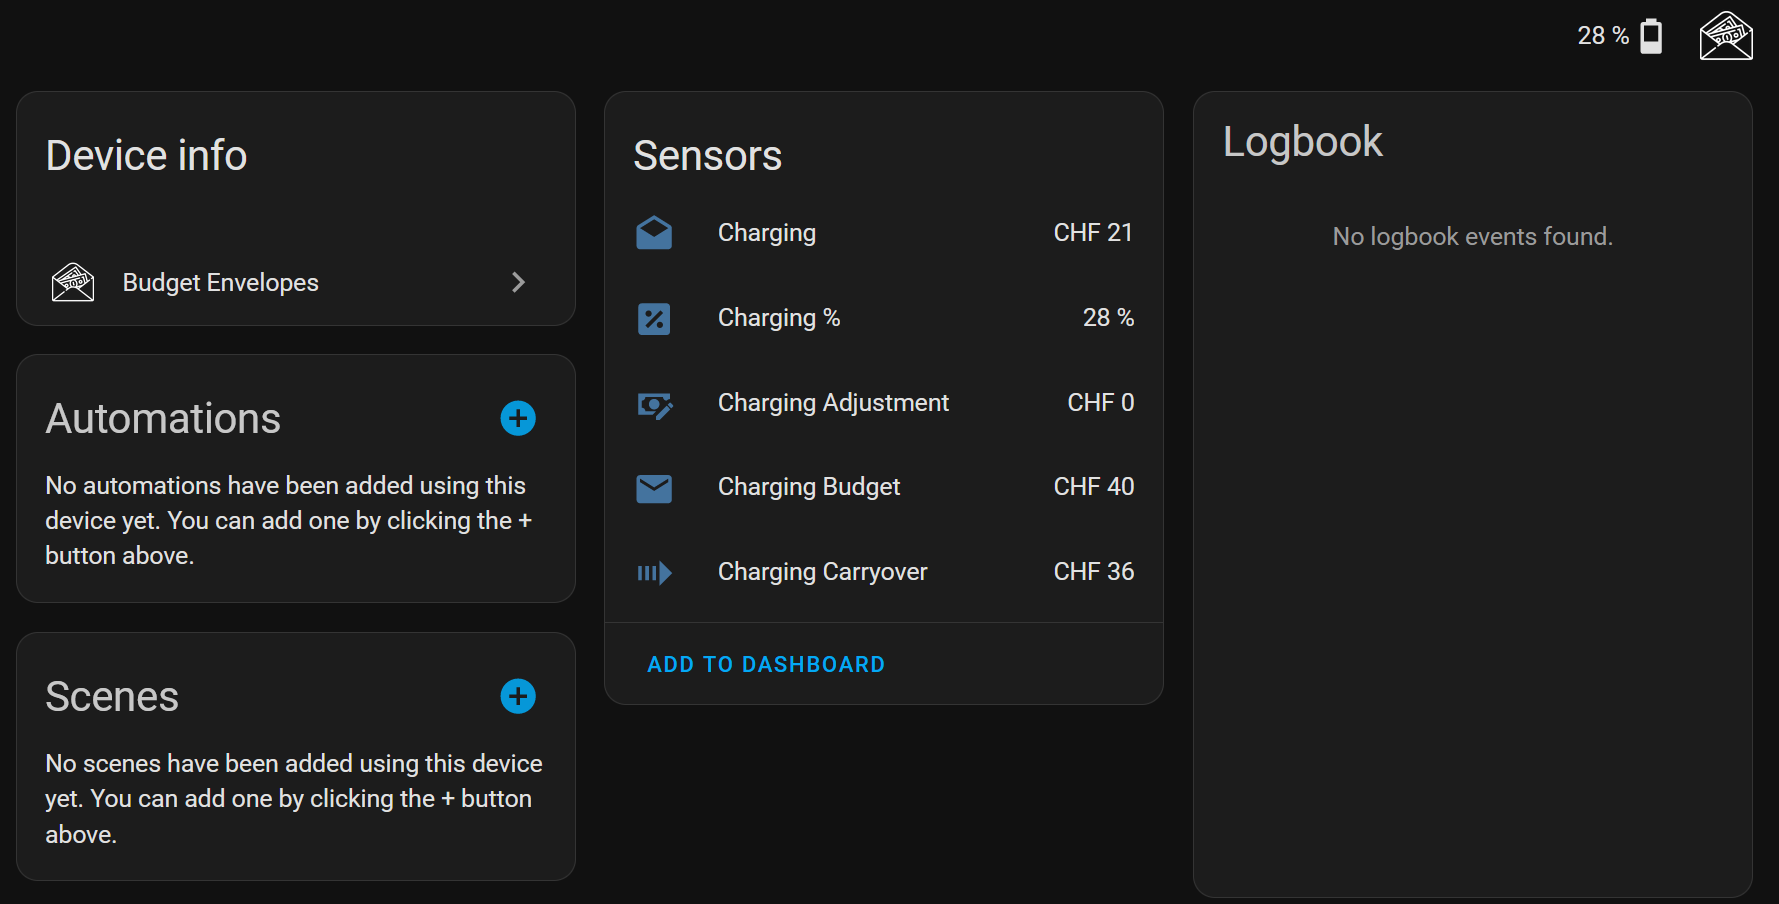 28 %
Device info
Budget Envelopes
Automations
No automations have been added using this
device yet. You can add one by clicking the +
button above.
Scenes
No scenes have been added using this device
yet. You can add one by clicking the + button
above.
Sensors
Charging CHF 21
Charging % 28 %
Charging Adjustment CHF 0
Charging Budget CHF 40
Charging Carryover CHF 36
ADD TO DASHBOARD
Logbook
No logbook events found.